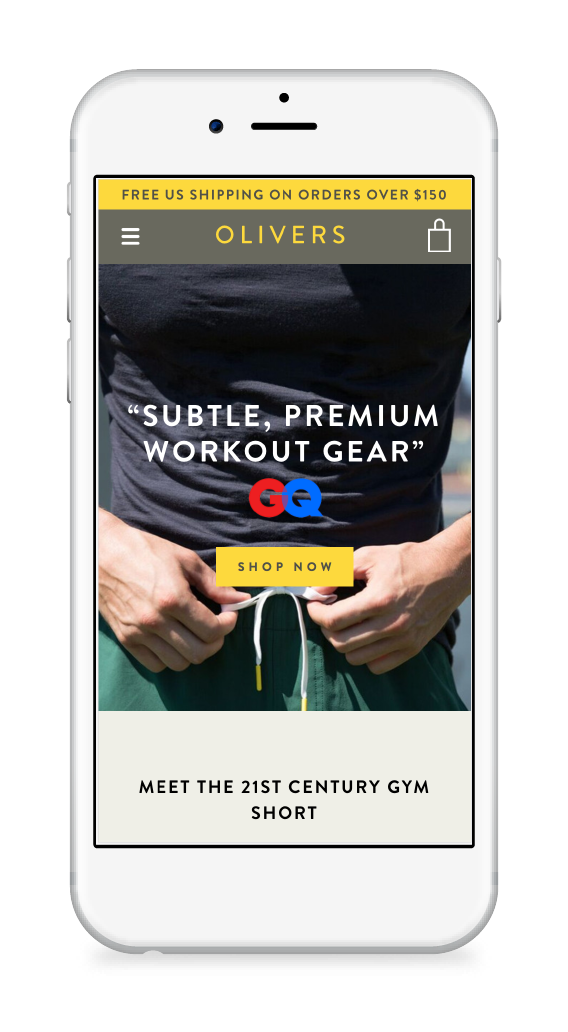 FREE US SHIPPING ON ORDERS OVER $150
OLIVERS
“SUBTLE, PREMIUM
WORKOUT GEAR”
GQ
SHOP NOW
MEET THE 21ST CENTURY GYM
SHORT